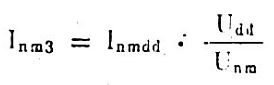 Inm3 = Inmdd · Udd / Unm